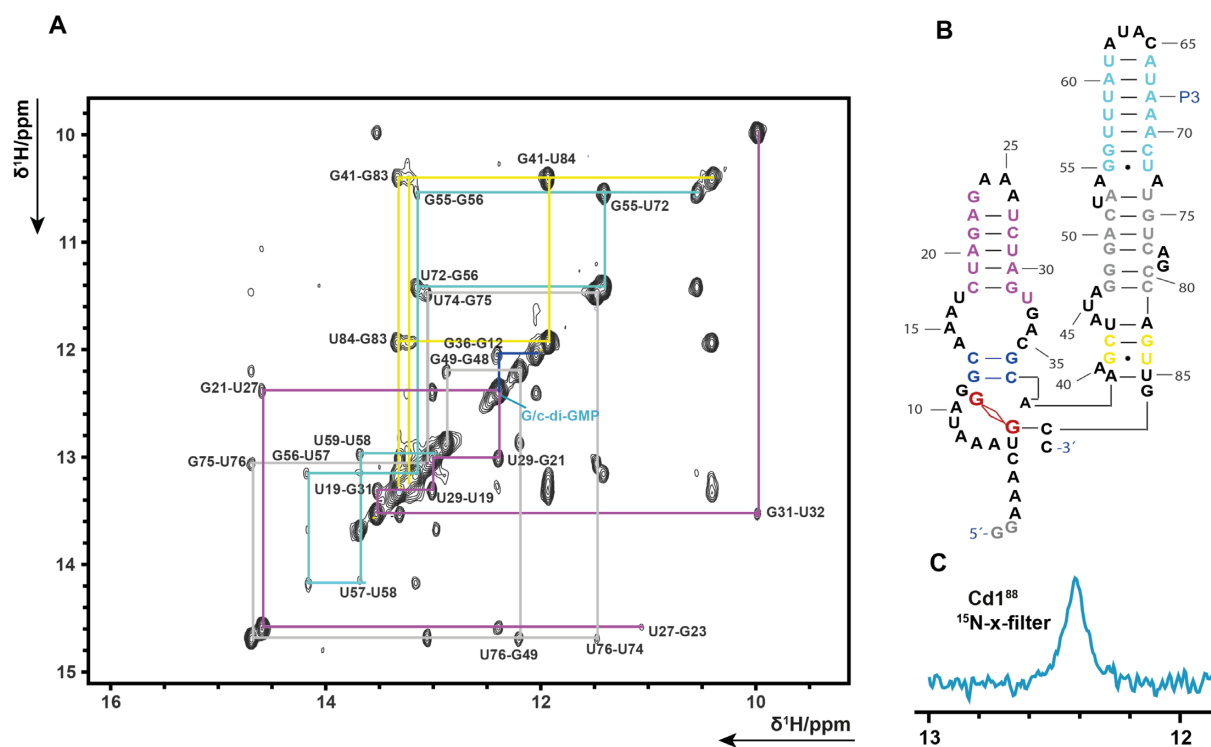 A
δ¹H/ppm
10
11
12
13
14
15
16
14
12
10
δ¹H/ppm
G41-G83
G41-U84
G55-G56
G55-U72
U72-G56
U74-G75
U84-G83
G36-G12
G49-G48
G21-U27
G/c-di-GMP
U59-U58
G75-U76
G56-U57
U29-G21
U19-G31
U29-U19
G31-U32
U57-U58
U27-G23
U76-G49
U76-U74
B
A U A C
65
60
U A
A U
U A
P3
U A
U A
70
G C
55
G U
A A
U
A U
75
C G
50
A U
G C A
G C G
G C
80
A
U
A
45
U A
C G
G U
A
40
A U
85
G
25
A A
G U
A C
G U
20
A A
U G
30
C U
U G
A A
15
A C
A
C G
35
G C
G
A
G
10
A
U
A A A
G C
C
-3´
U
C
A
A
A
G
5´-G
C
Cd1⁸⁸
¹⁵N-x-filter
13
12